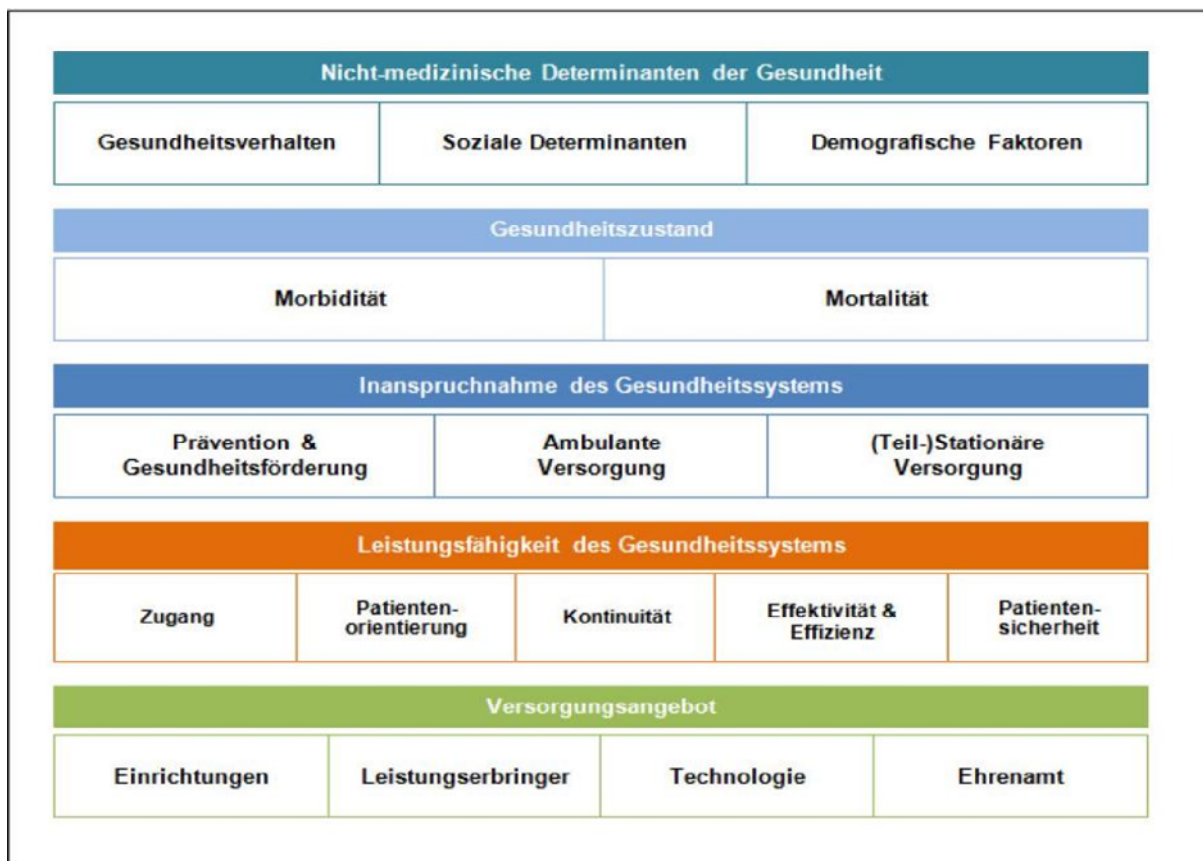 Nicht-medizinische Determinanten der Gesundheit
Gesundheitsverhalten
Soziale Determinanten
Demografische Faktoren
Gesundheitszustand
Morbidität
Mortalität
Inanspruchnahme des Gesundheitssystems
Prävention &
Gesundheitsförderung
Ambulante
Versorgung
(Teil-)Stationäre
Versorgung
Leistungsfähigkeit des Gesundheitssystems
Zugang
Patienten-
orientierung
Kontinuität
Effektivität &
Effizienz
Patienten-
sicherheit
Versorgungsangebot
Einrichtungen
Leistungserbringer
Technologie
Ehrenamt